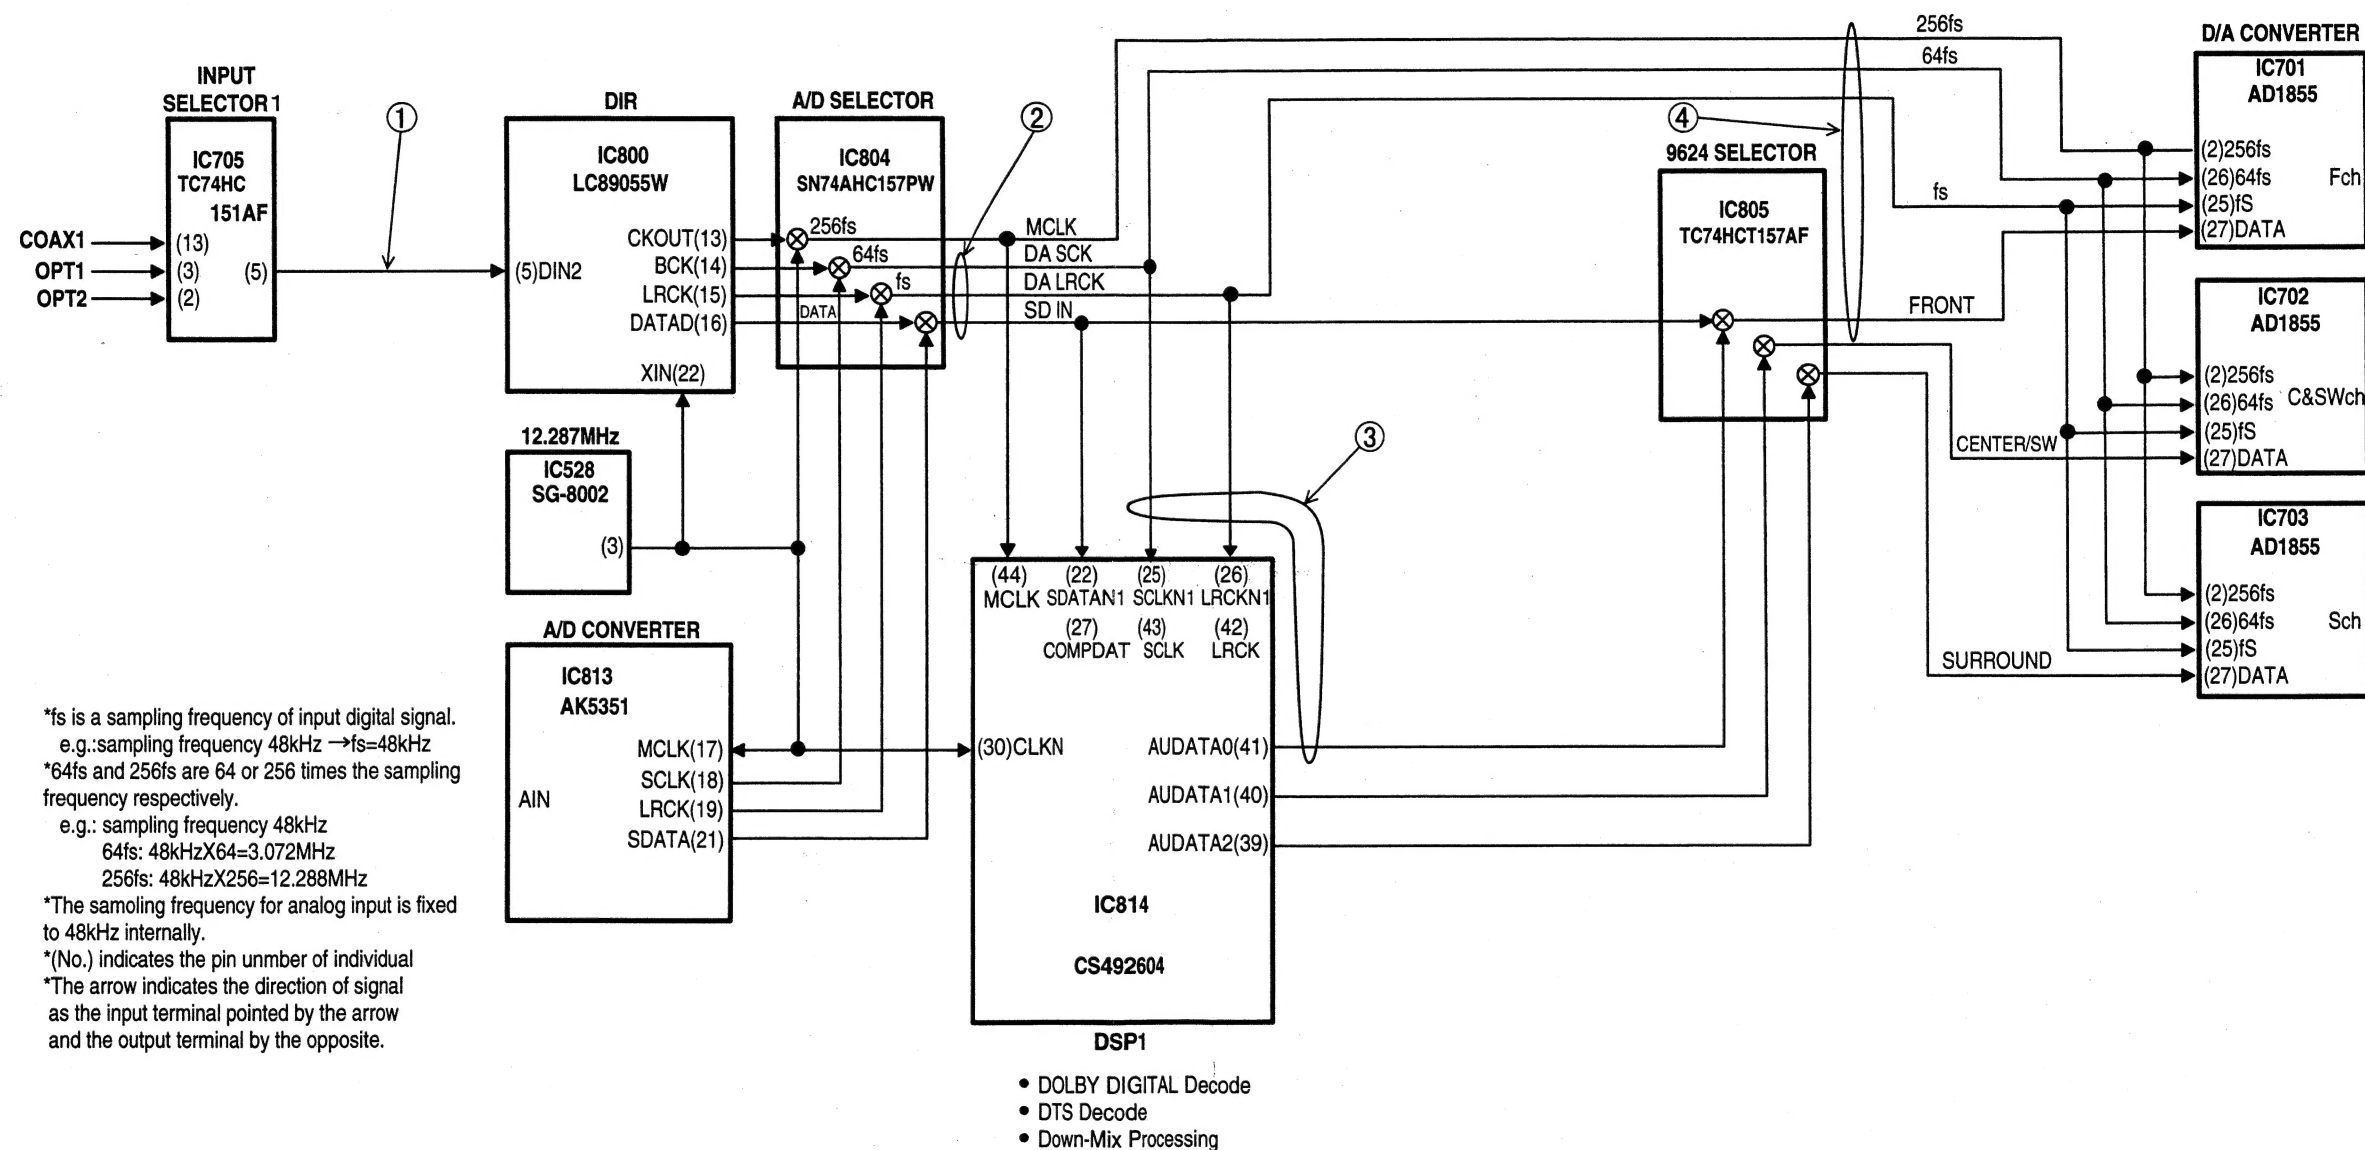 INPUT
SELECTOR 1
IC705
TC74HC
151AF
COAX1
(13)
OPT1
(3)
(5)
OPT2
(2)
①
DIR
IC800
LC89055W
(5)DIN2
CKOUT(13)
BCK(14)
LRCK(15)
DATAD(16)
XIN(22)
A/D SELECTOR
IC804
SN74AHC157PW
256fs
64fs
fs
DATA
②
MCLK
DA SCK
DA LRCK
SD IN
256fs
64fs
fs
④
9624 SELECTOR
IC805
TC74HCT157AF
FRONT
CENTER/SW
SURROUND
D/A CONVERTER
IC701
AD1855
(2)256fs
(26)64fs
Fch
(25)fS
(27)DATA
IC702
AD1855
(2)256fs
(26)64fs
C&SWch
(25)fS
(27)DATA
IC703
AD1855
(2)256fs
(26)64fs
Sch
(25)fS
(27)DATA
12.287MHz
IC528
SG-8002
(3)
A/D CONVERTER
IC813
AK5351
MCLK(17)
SCLK(18)
AIN
LRCK(19)
SDATA(21)
③
(44) (22) (25) (26)
MCLK SDATAN1 SCLKN1 LRCKN1
(27) (43) (42)
COMPDAT SCLK LRCK
(30)CLKN
AUDATA0(41)
AUDATA1(40)
AUDATA2(39)
IC814
CS492604
DSP1
• DOLBY DIGITAL Decode
• DTS Decode
• Down-Mix Processing
*fs is a sampling frequency of input digital signal.
e.g.:sampling frequency 48kHz →fs=48kHz
*64fs and 256fs are 64 or 256 times the sampling
frequency respectively.
e.g.: sampling frequency 48kHz
64fs: 48kHzX64=3.072MHz
256fs: 48kHzX256=12.288MHz
*The samoling frequency for analog input is fixed
to 48kHz internally.
*(No.) indicates the pin unmber of individual
*The arrow indicates the direction of signal
as the input terminal pointed by the arrow
and the output terminal by the opposite.